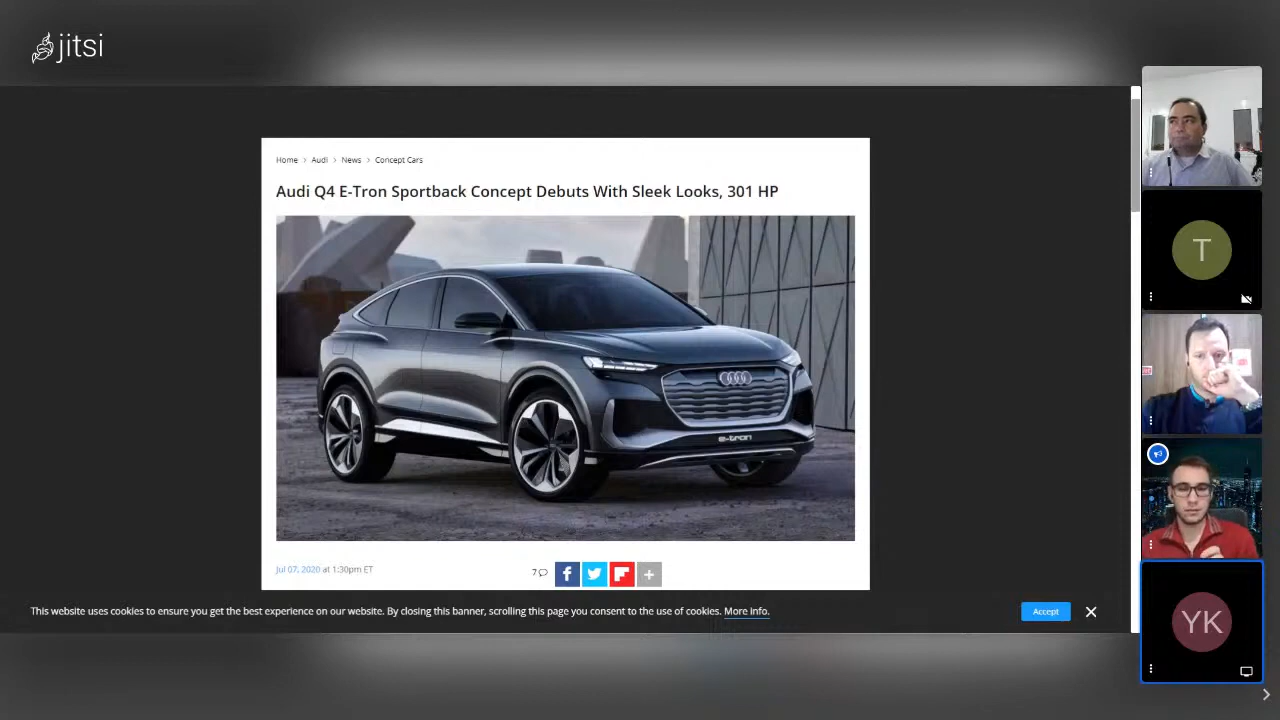 jitsi
Home > Audi > News > Concept Cars
Audi Q4 E-Tron Sportback Concept Debuts With Sleek Looks, 301 HP
e-tron
Jul 07, 2020 at 1:30pm ET
7
f
This website uses cookies to ensure you get the best experience on our website. By closing this banner, scrolling this page you consent to the use of cookies. More info.
Accept
T
YK